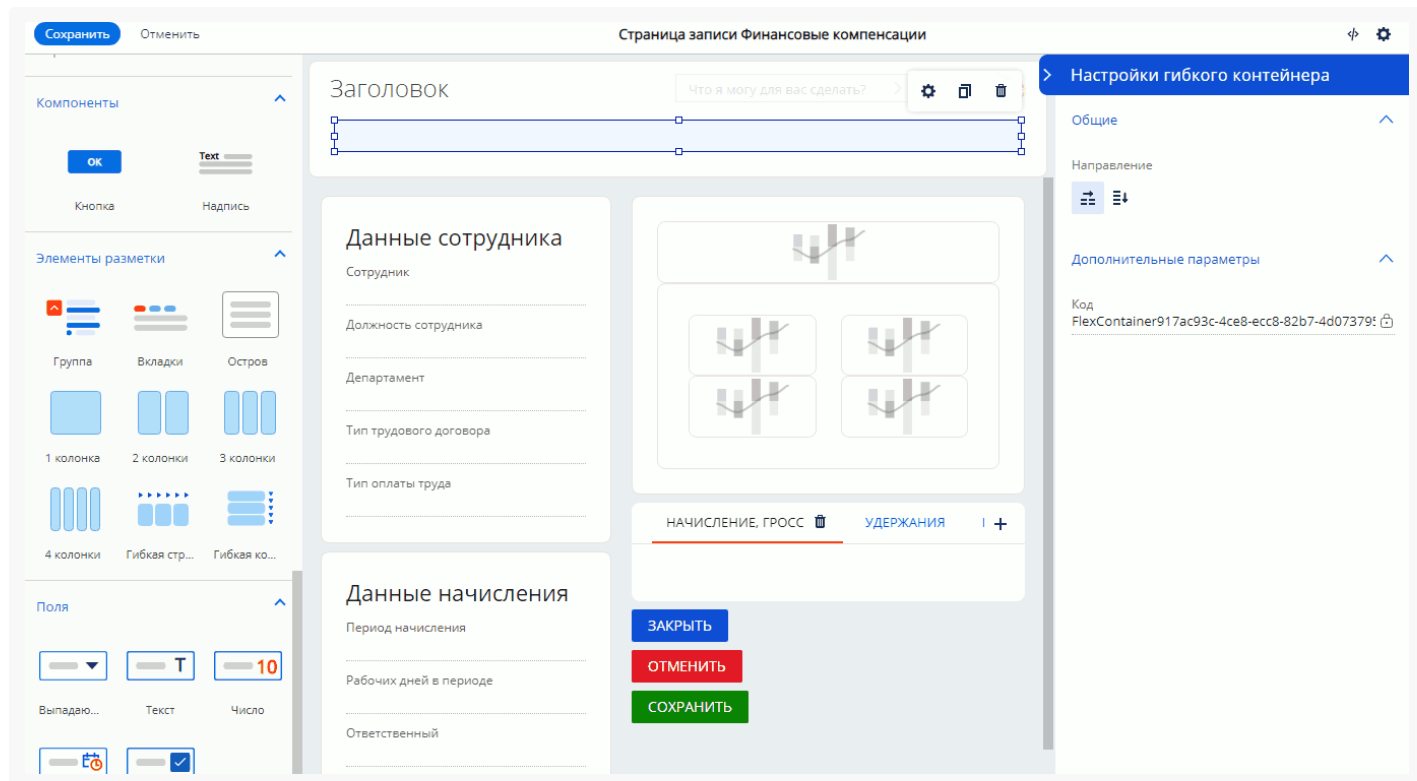 Сохранить Отменить Страница записи Финансовые компенсации
Компоненты
OK
Text
Кнопка Надпись
Элементы разметки
Группа Вкладки Остров
1 колонка 2 колонки 3 колонки
4 колонки Гибкая стр... Гибкая ко...
Поля
T 10
Выпадаю... Текст Число
Заголовок
Что я могу для вас сделать?
Данные сотрудника
Сотрудник
Должность сотрудника
Департамент
Тип трудового договора
Тип оплаты труда
Данные начисления
Период начисления
Рабочих дней в периоде
Ответственный
НАЧИСЛЕНИЕ, ГРОСС УДЕРЖАНИЯ
ЗАКРЫТЬ
ОТМЕНИТЬ
СОХРАНИТЬ
Настройки гибкого контейнера
Общие
Направление
Дополнительные параметры
Код
FlexContainer917ac93c-4ce8-ecc8-82b7-4d07379